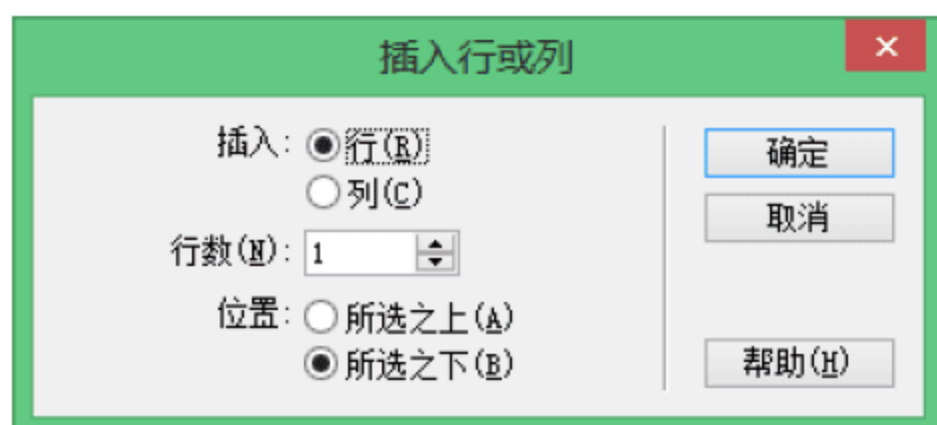 插入行或列
插入: 行(R)
列(C)
行数(N): 1
位置: 所选之上(A)
所选之下(B)
确定
取消
帮助(H)